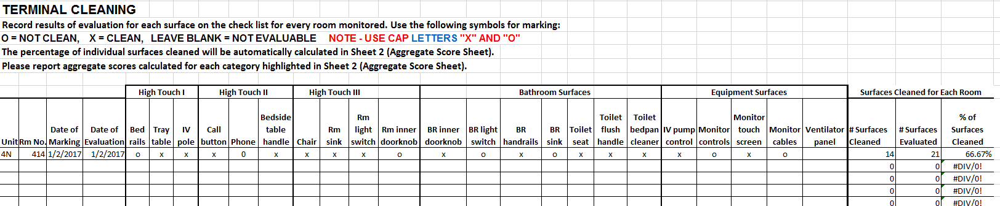 TERMINAL CLEANING
Record results of evaluation for each surface on the check list for every room monitored. Use the following symbols for marking:
O = NOT CLEAN, X = CLEAN, LEAVE BLANK = NOT EVALUABLE NOTE - USE CAP LETTERS "X" AND "O"
The percentage of individual surfaces cleaned will be automatically calculated in Sheet 2 (Aggregate Score Sheet).
Please report aggregate scores calculated for each category highlighted in Sheet 2 (Aggregate Score Sheet).
High Touch I High Touch II High Touch III Bathroom Surfaces Equipment Surfaces Surfaces Cleaned for Each Room
Bedside Rm Toilet Toilet Monitor % of
Date of Date of Bed Tray IV Call table Rm light Rm inner BR inner BR light BR BR Toilet flush bedpan IV pump Monitor touch Monitor Ventilator # Surfaces # Surfaces Surfaces
Unit Rm No. Marking Evaluation rails table pole button Phone handle Chair sink switch doorknob doorknob switch handrails sink seat handle cleaner control controls screen cables panel Cleaned Evaluated Cleaned
4N 414 1/2/2017 1/2/2017 o x x x 0 x x x x o x o x o x x x x o x o 14 21 66.67%
0 0 #DIV/0!
0 0 #DIV/0!
0 0 #DIV/0!
0 0 #DIV/0!